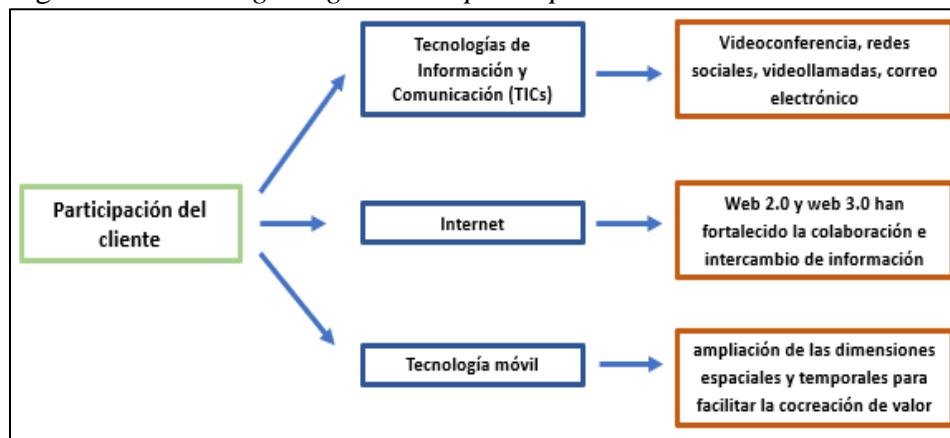 Tecnologías de
Información y
Comunicación (TICs)
Videoconferencia, redes
sociales, videollamadas, correo
electrónico
Participación del
cliente
Internet
Web 2.0 y web 3.0 han
fortalecido la colaboración e
intercambio de información
Tecnología móvil
ampliación de las dimensiones
espaciales y temporales para
facilitar la cocreación de valor